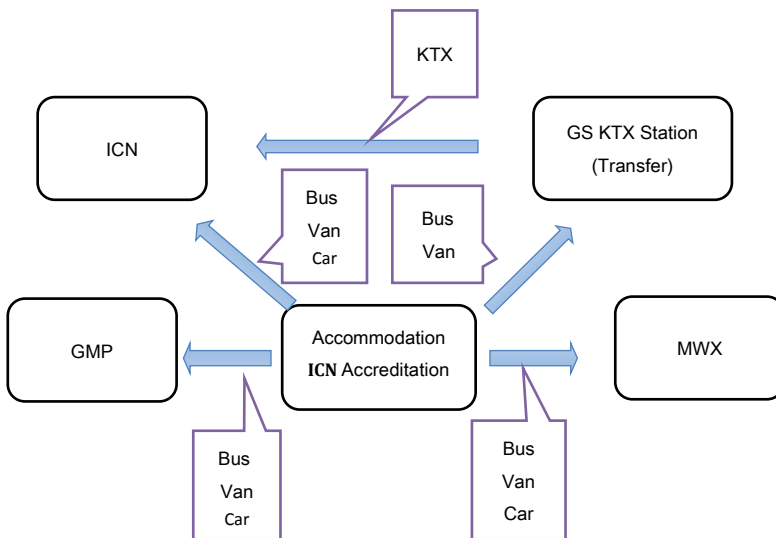 KTX
ICN
GS KTX Station
(Transfer)
Bus
Van
Car
Bus
Van
GMP
Accommodation
ICN Accreditation
MWX
Bus
Van
Car
Bus
Van
Car